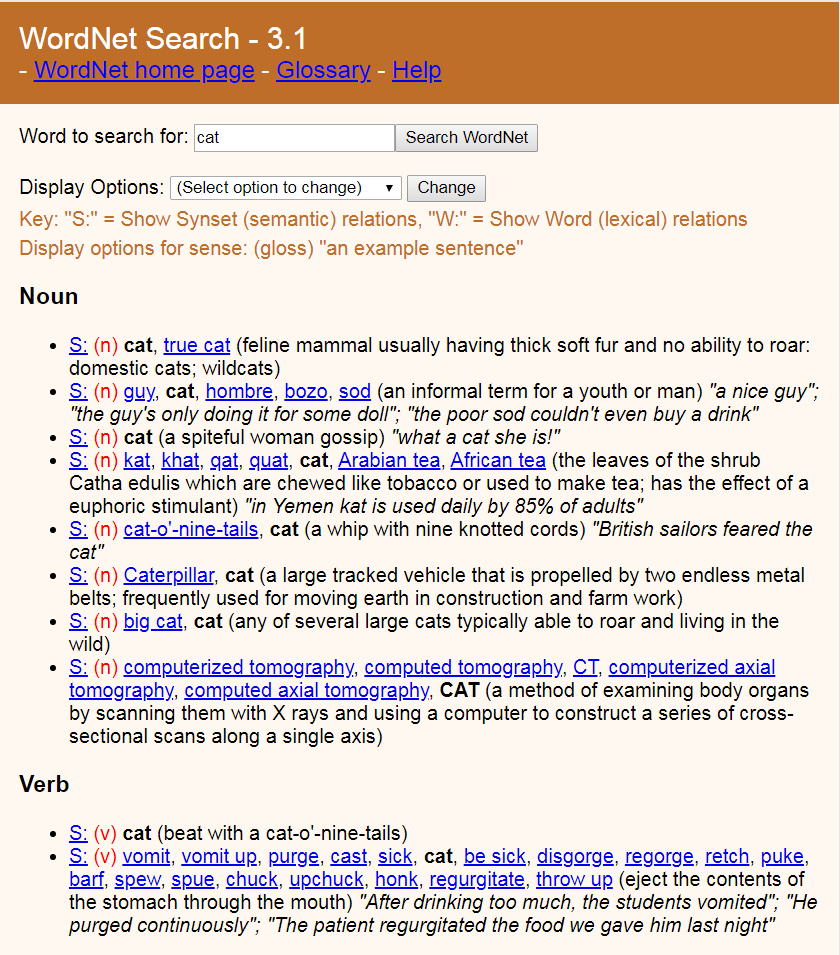 WordNet Search - 3.1
- WordNet home page - Glossary - Help
Word to search for: cat Search WordNet
Display Options: (Select option to change) Change
Key: "S:" = Show Synset (semantic) relations, "W:" = Show Word (lexical) relations
Display options for sense: (gloss) "an example sentence"
Noun
• S: (n) cat, true cat (feline mammal usually having thick soft fur and no ability to roar:
domestic cats; wildcats)
• S: (n) guy, cat, hombre, bozo, sod (an informal term for a youth or man) "a nice guy";
"the guy's only doing it for some doll"; "the poor sod couldn't even buy a drink"
• S: (n) cat (a spiteful woman gossip) "what a cat she is!"
• S: (n) kat, khat, qat, quat, cat, Arabian tea, African tea (the leaves of the shrub
Catha edulis which are chewed like tobacco or used to make tea; has the effect of a
euphoric stimulant) "in Yemen kat is used daily by 85% of adults"
• S: (n) cat-o'-nine-tails, cat (a whip with nine knotted cords) "British sailors feared the
cat"
• S: (n) Caterpillar, cat (a large tracked vehicle that is propelled by two endless metal
belts; frequently used for moving earth in construction and farm work)
• S: (n) big cat, cat (any of several large cats typically able to roar and living in the
wild)
• S: (n) computerized tomography, computed tomography, CT, computerized axial
tomography, computed axial tomography, CAT (a method of examining body organs
by scanning them with X rays and using a computer to construct a series of cross-
sectional scans along a single axis)
Verb
• S: (v) cat (beat with a cat-o'-nine-tails)
• S: (v) vomit, vomit up, purge, cast, sick, cat, be sick, disgorge, regorge, retch, puke,
barf, spew, spue, chuck, upchuck, honk, regurgitate, throw up (eject the contents of
the stomach through the mouth) "After drinking too much, the students vomited"; "He
purged continuously"; "The patient regurgitated the food we gave him last night"